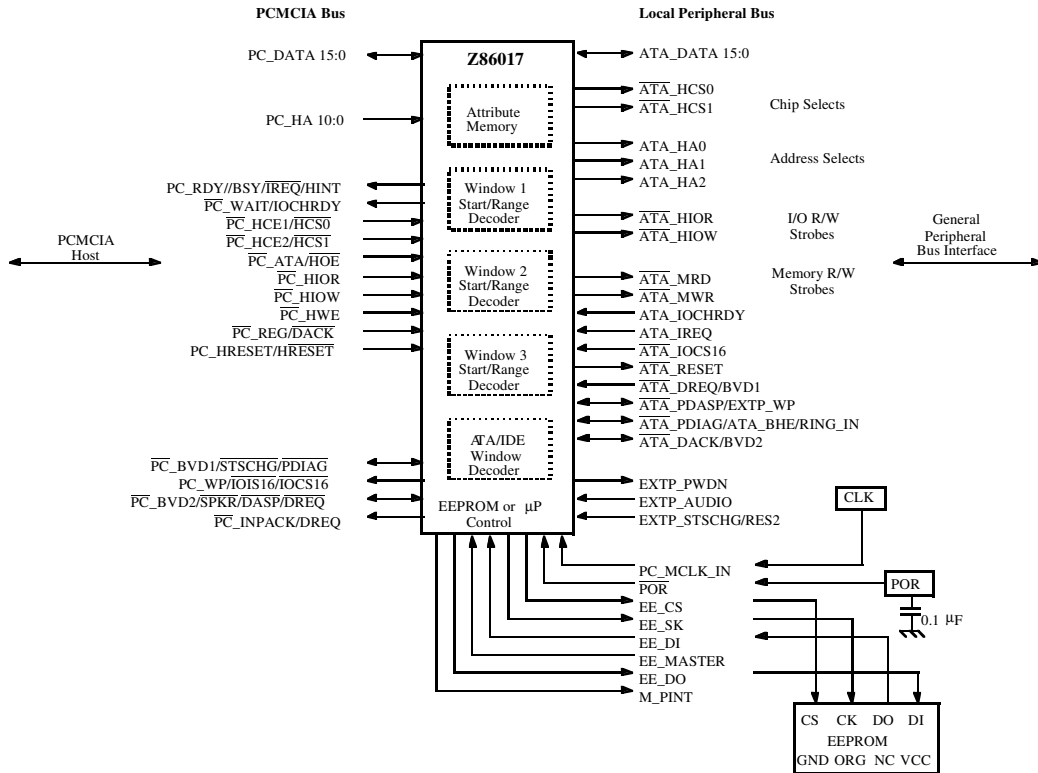 PCMCIA Bus
Local Peripheral Bus
Z86017
PC_DATA 15:0
PC_HA 10:0
PC_RDY//BSY/IREQ/HINT
PC_WAIT/IOCHRDY
PC_HCE1/HCS0
PC_HCE2/HCS1
PC_ATA/HOE
PC_HIOR
PC_HIOW
PC_HWE
PC_REG/DACK
PC_HRESET/HRESET
PC_BVD1/STSCHG/PDIAG
PC_WP/IOIS16/IOCS16
PC_BVD2/SPKR/DASP/DREQ
PC_INPACK/DREQ
PCMCIA
Host
Attribute
Memory
Window 1
Start/Range
Decoder
Window 2
Start/Range
Decoder
Window 3
Start/Range
Decoder
ATA/IDE
Window
Decoder
EEPROM or µP
Control
ATA_DATA 15:0
ATA_HCS0
ATA_HCS1
Chip Selects
ATA_HA0
ATA_HA1
Address Selects
ATA_HA2
ATA_HIOR
ATA_HIOW
I/O R/W
Strobes
ATA_MRD
ATA_MWR
Memory R/W
Strobes
ATA_IOCHRDY
ATA_IREQ
ATA_IOCS16
ATA_RESET
ATA_DREQ/BVD1
ATA_PDASP/EXTP_WP
ATA_PDIAG/ATA_BHE/RING_IN
ATA_DACK/BVD2
EXTP_PWDN
EXTP_AUDIO
EXTP_STSCHG/RES2
General
Peripheral
Bus Interface
CLK
PC_MCLK_IN
POR
EE_CS
EE_SK
EE_DI
EE_MASTER
EE_DO
M_PINT
POR
0.1 µF
CS CK DO DI
EEPROM
GND ORG NC VCC